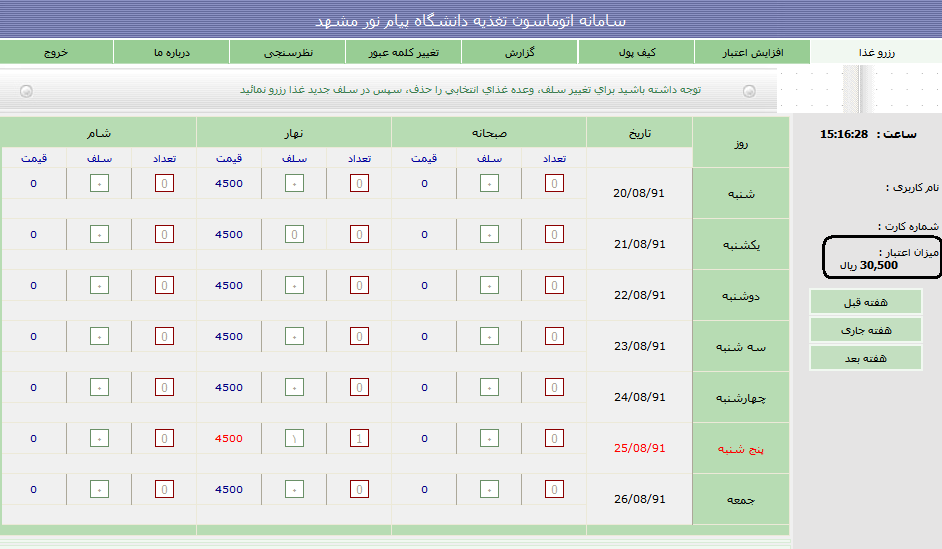 سامانه اتوماسون تغذیه دانشگاه پیام نور مشهد
رزرو غذا	افزایش اعتبار	کیف پول	گزارش	تغییر کلمه عبور	نظرسنجی	درباره ما	خروج
توجه داشته باشید برای تغییر سلف، وعده غذای انتخابی را حذف، سپس در سلف جدید غذا رزرو نمائید
ساعت : 15:16:28
نام کاربری :
شماره کارت :
میزان اعتبار :
30,500 ریال
هفته قبل
هفته جاری
هفته بعد
روز	تاریخ	صبحانه	نهار	شام
تعداد	سلف	قیمت	تعداد	سلف	قیمت	تعداد	سلف	قیمت
شنبه	20/08/91	0	۰	0	0	۰	4500	0	۰	0
یکشنبه	21/08/91	0	۰	0	0	0	4500	0	۰	0
دوشنبه	22/08/91	0	۰	0	0	۰	4500	0	۰	0
سه شنبه	23/08/91	0	۰	0	0	۰	4500	0	۰	0
چهارشنبه	24/08/91	0	۰	0	0	۰	4500	0	۰	0
پنج شنبه	25/08/91	0	۰	0	1	۱	4500	0	۰	0
جمعه	26/08/91	0	۰	0	0	۰	4500	0	۰	0